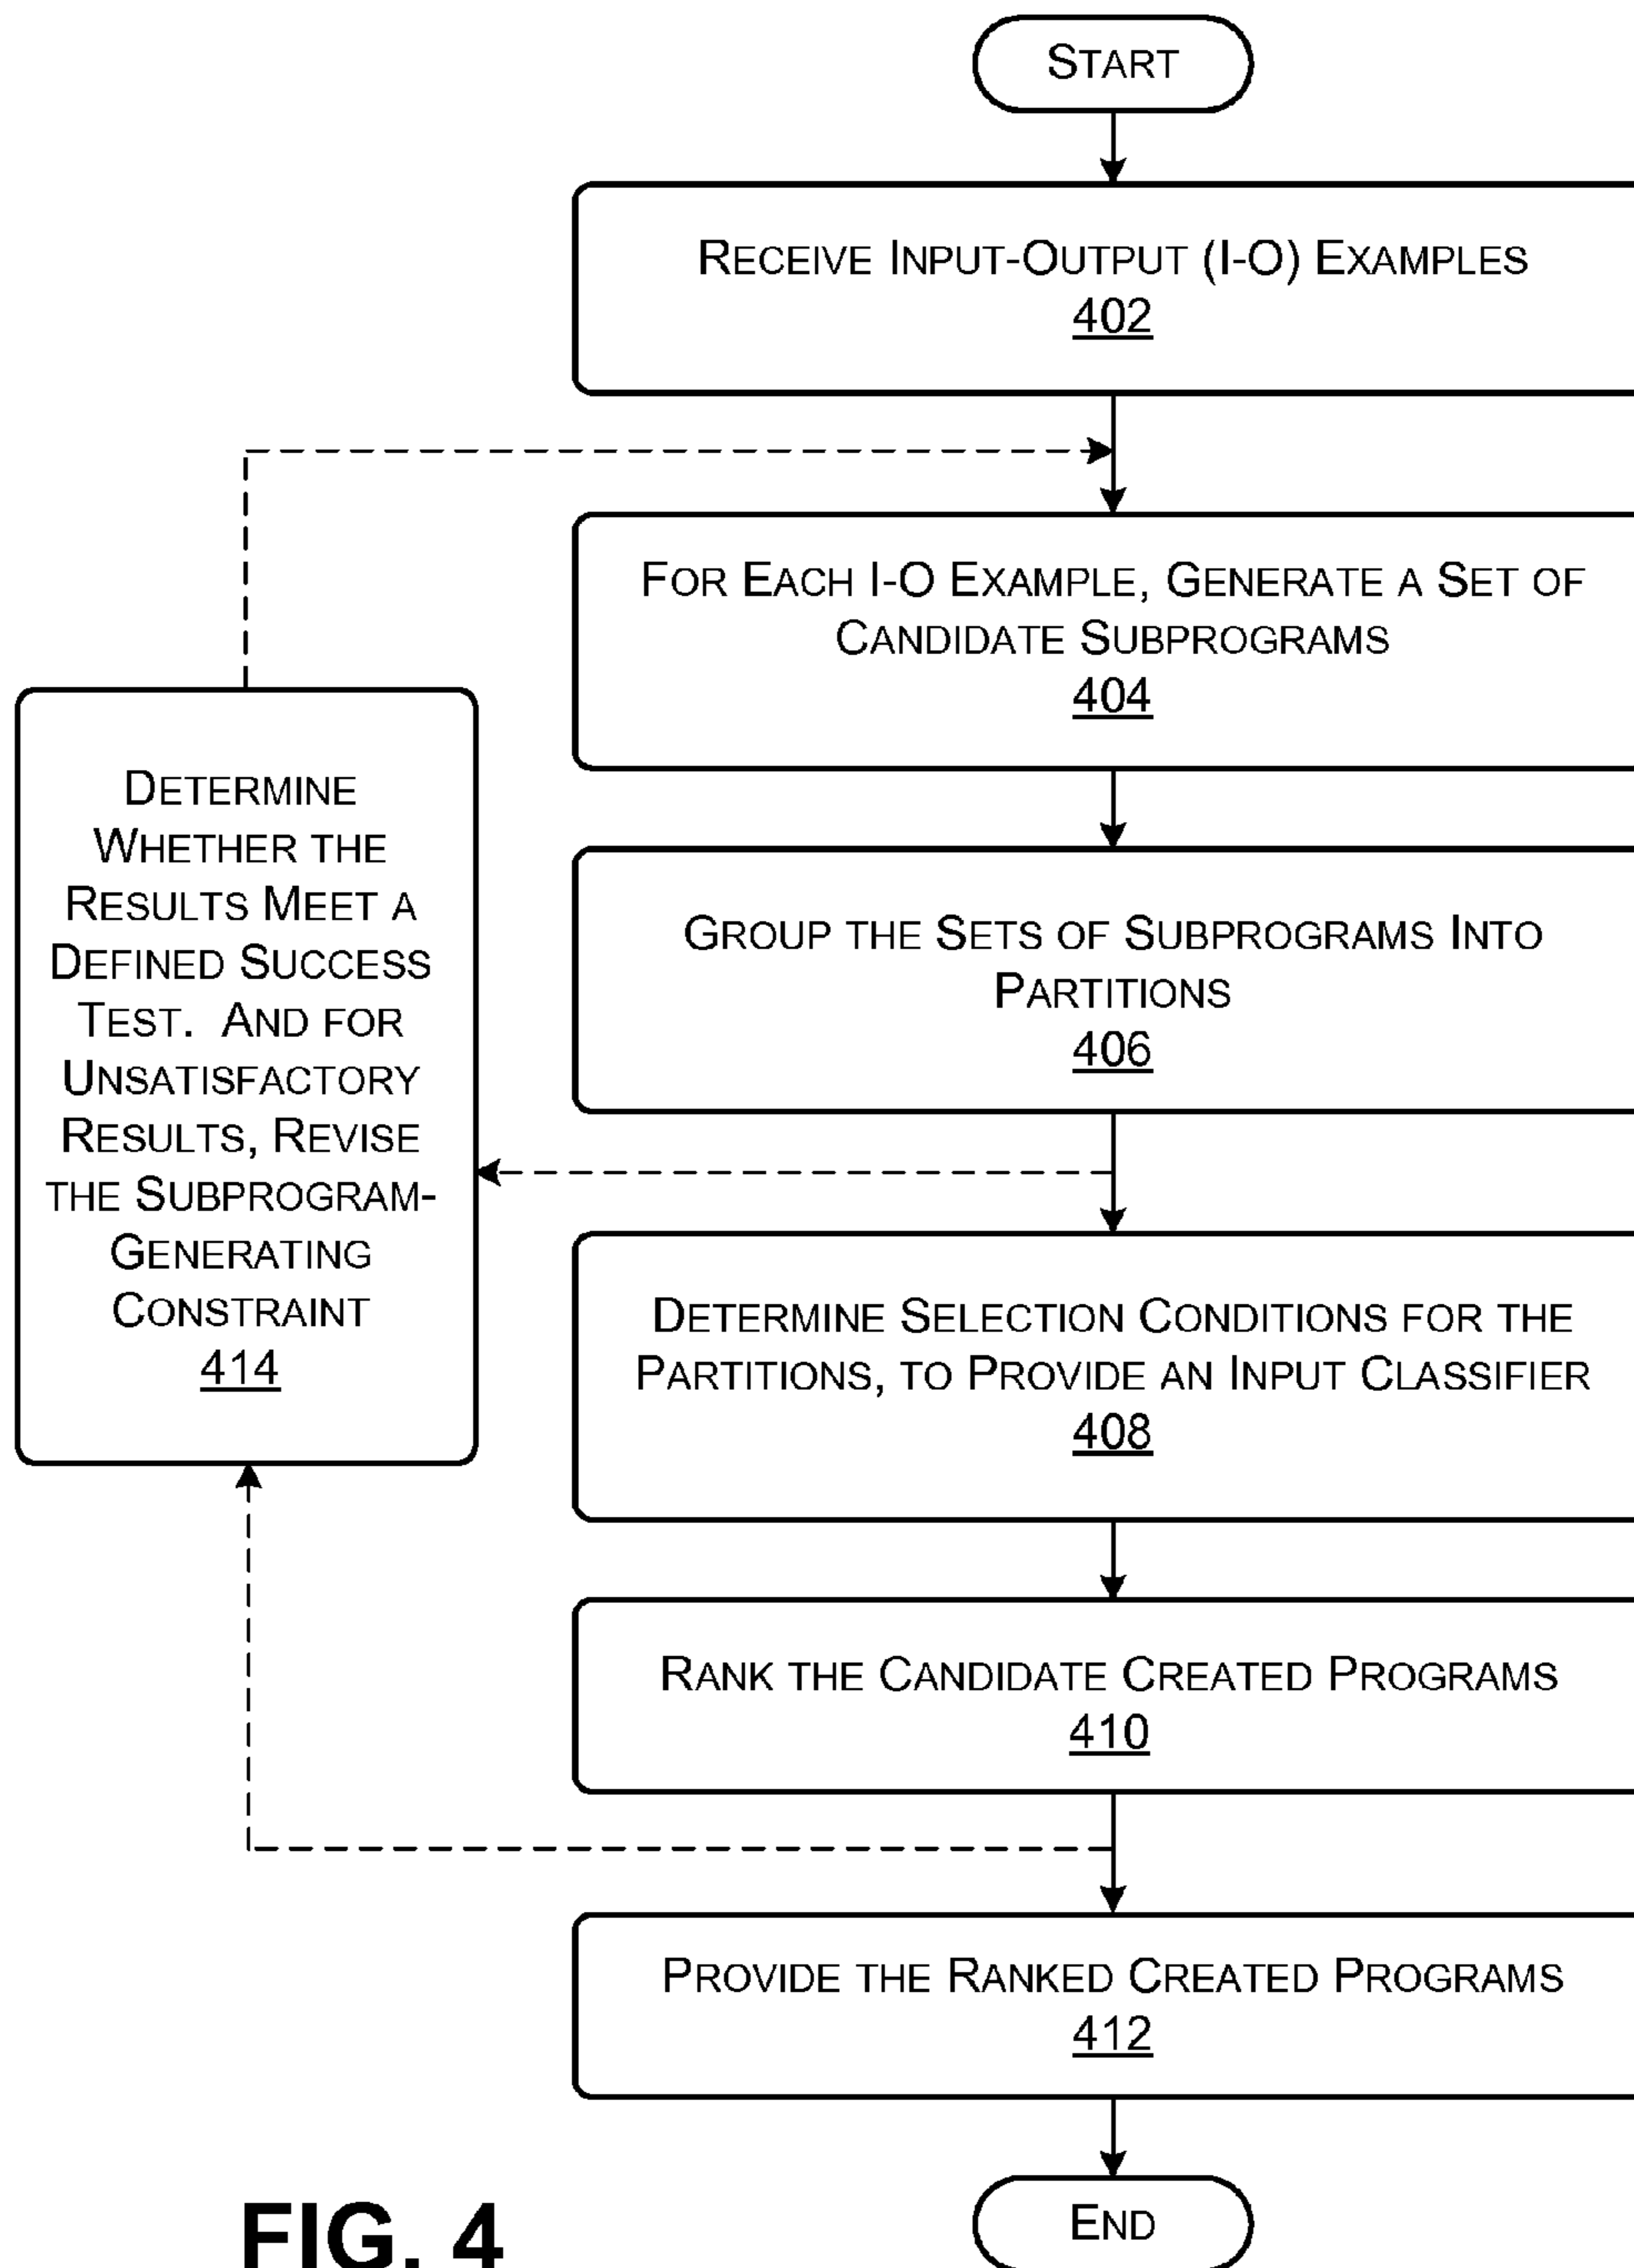 START
RECEIVE INPUT-OUTPUT (I-O) EXAMPLES
402
FOR EACH I-O EXAMPLE, GENERATE A SET OF
CANDIDATE SUBPROGRAMS
404
GROUP THE SETS OF SUBPROGRAMS INTO
PARTITIONS
406
DETERMINE
WHETHER THE
RESULTS MEET A
DEFINED SUCCESS
TEST. AND FOR
UNSATISFACTORY
RESULTS, REVISE
THE SUBPROGRAM-
GENERATING
CONSTRAINT
414
DETERMINE SELECTION CONDITIONS FOR THE
PARTITIONS, TO PROVIDE AN INPUT CLASSIFIER
408
RANK THE CANDIDATE CREATED PROGRAMS
410
PROVIDE THE RANKED CREATED PROGRAMS
412
END
FIG. 4